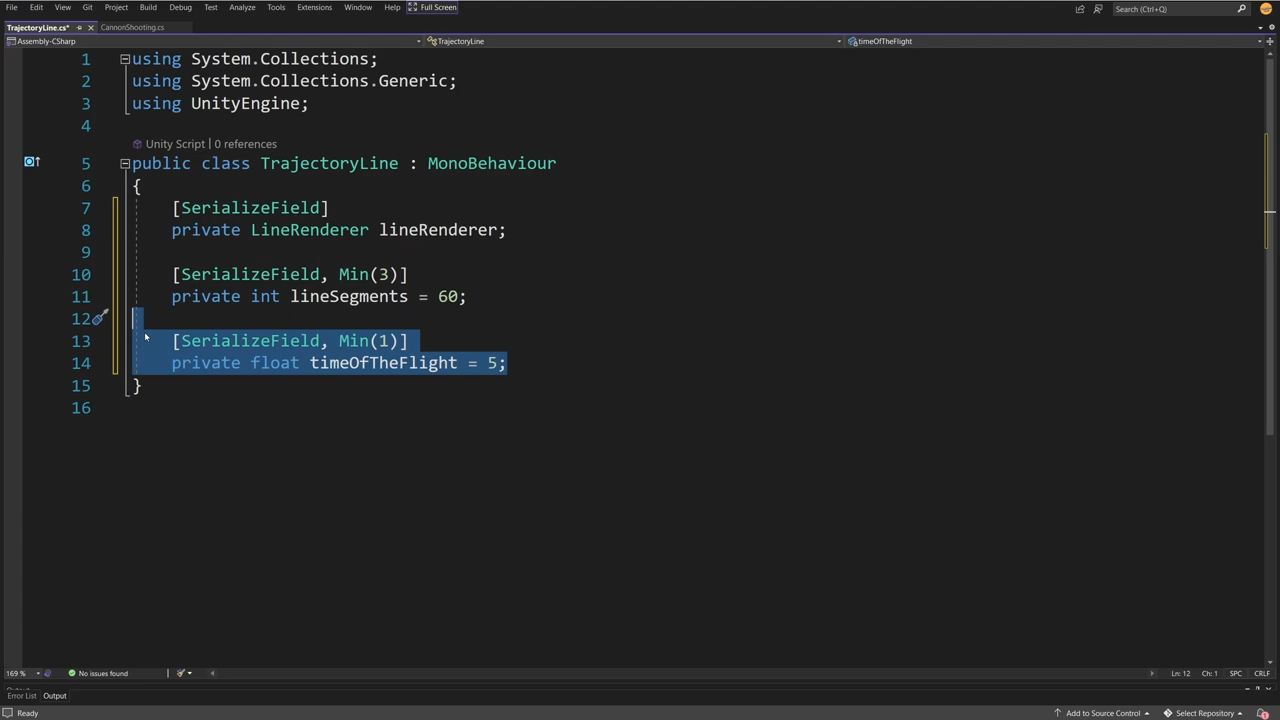 File Edit View Git Project Build Debug Test Analyze Tools Extensions Window Help Full Screen Search (Ctrl+Q)
TrajectoryLine.cs* CannonShooting.cs
Assembly-CSharp TrajectoryLine timeOfTheFlight
1 using System.Collections;
2 using System.Collections.Generic;
3 using UnityEngine;
4
Unity Script | 0 references
5 public class TrajectoryLine : MonoBehaviour
6 {
7 [SerializeField]
8 private LineRenderer lineRenderer;
9
10 [SerializeField, Min(3)]
11 private int lineSegments = 60;
12
13 [SerializeField, Min(1)]
14 private float timeOfTheFlight = 5;
15 }
16
169 % No issues found Ln: 12 Ch: 1 SPC CRLF
Error List Output
Ready Add to Source Control Select Repository